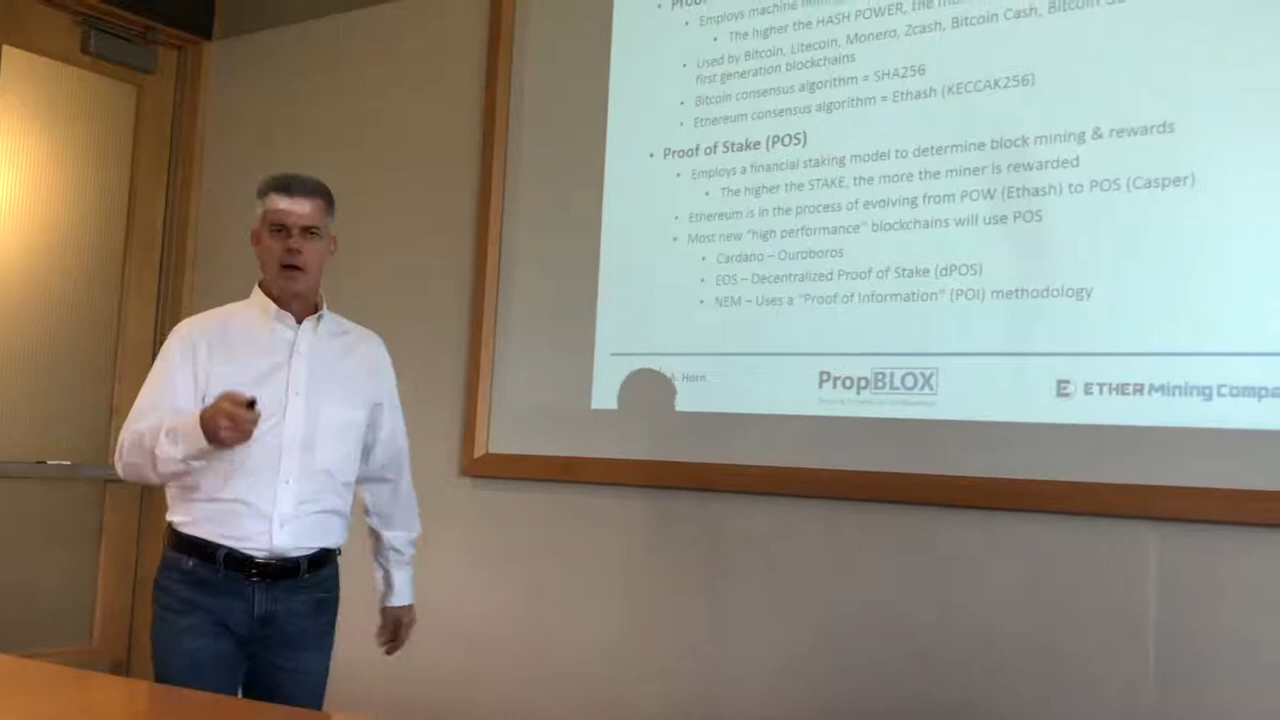 Employs machine
The higher the HASH POWER, the
Used by Bitcoin, Litecoin, Monero, Zcash, Bitcoin Cash, Bitcoin
first generation blockchains
Bitcoin consensus algorithm = SHA256
Ethereum consensus algorithm = Ethash (KECCAK256)
Proof of Stake (POS)
Employs a financial staking model to determine block mining & rewards
The higher the STAKE, the more the miner is rewarded
Ethereum is in the process of evolving from POW (Ethash) to POS (Casper)
Most new "high performance" blockchains will use POS
Cardano – Ouroboros
EOS – Decentralized Proof of Stake (dPOS)
NEM – Uses a "Proof of Information" (POI) methodology
A. Horn
PropBLOX
ETHER Mining Compa